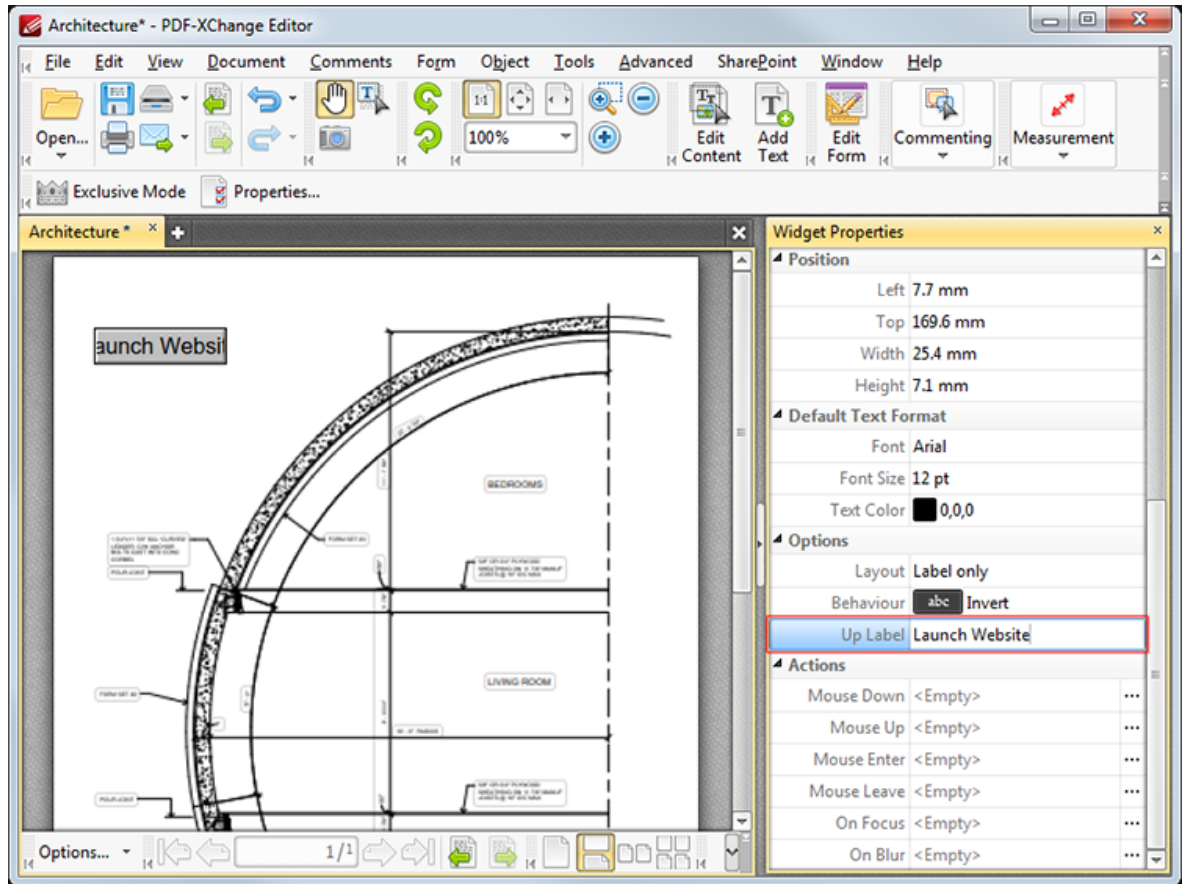 Architecture* - PDF-XChange Editor
File Edit View Document Comments Form Object Tools Advanced SharePoint Window Help
Open...
1:1
100%
Edit Content
Add Text
Edit Form
Commenting
Measurement
Exclusive Mode Properties...
Architecture *
aunch Websit
BEDROOMS
LIVING ROOM
Widget Properties
Position
Left 7.7 mm
Top 169.6 mm
Width 25.4 mm
Height 7.1 mm
Default Text Format
Font Arial
Font Size 12 pt
Text Color 0,0,0
Options
Layout Label only
Behaviour abc Invert
Up Label Launch Website
Actions
Mouse Down <Empty> ...
Mouse Up <Empty> ...
Mouse Enter <Empty> ...
Mouse Leave <Empty> ...
On Focus <Empty> ...
On Blur <Empty> ...
Options... 1/1